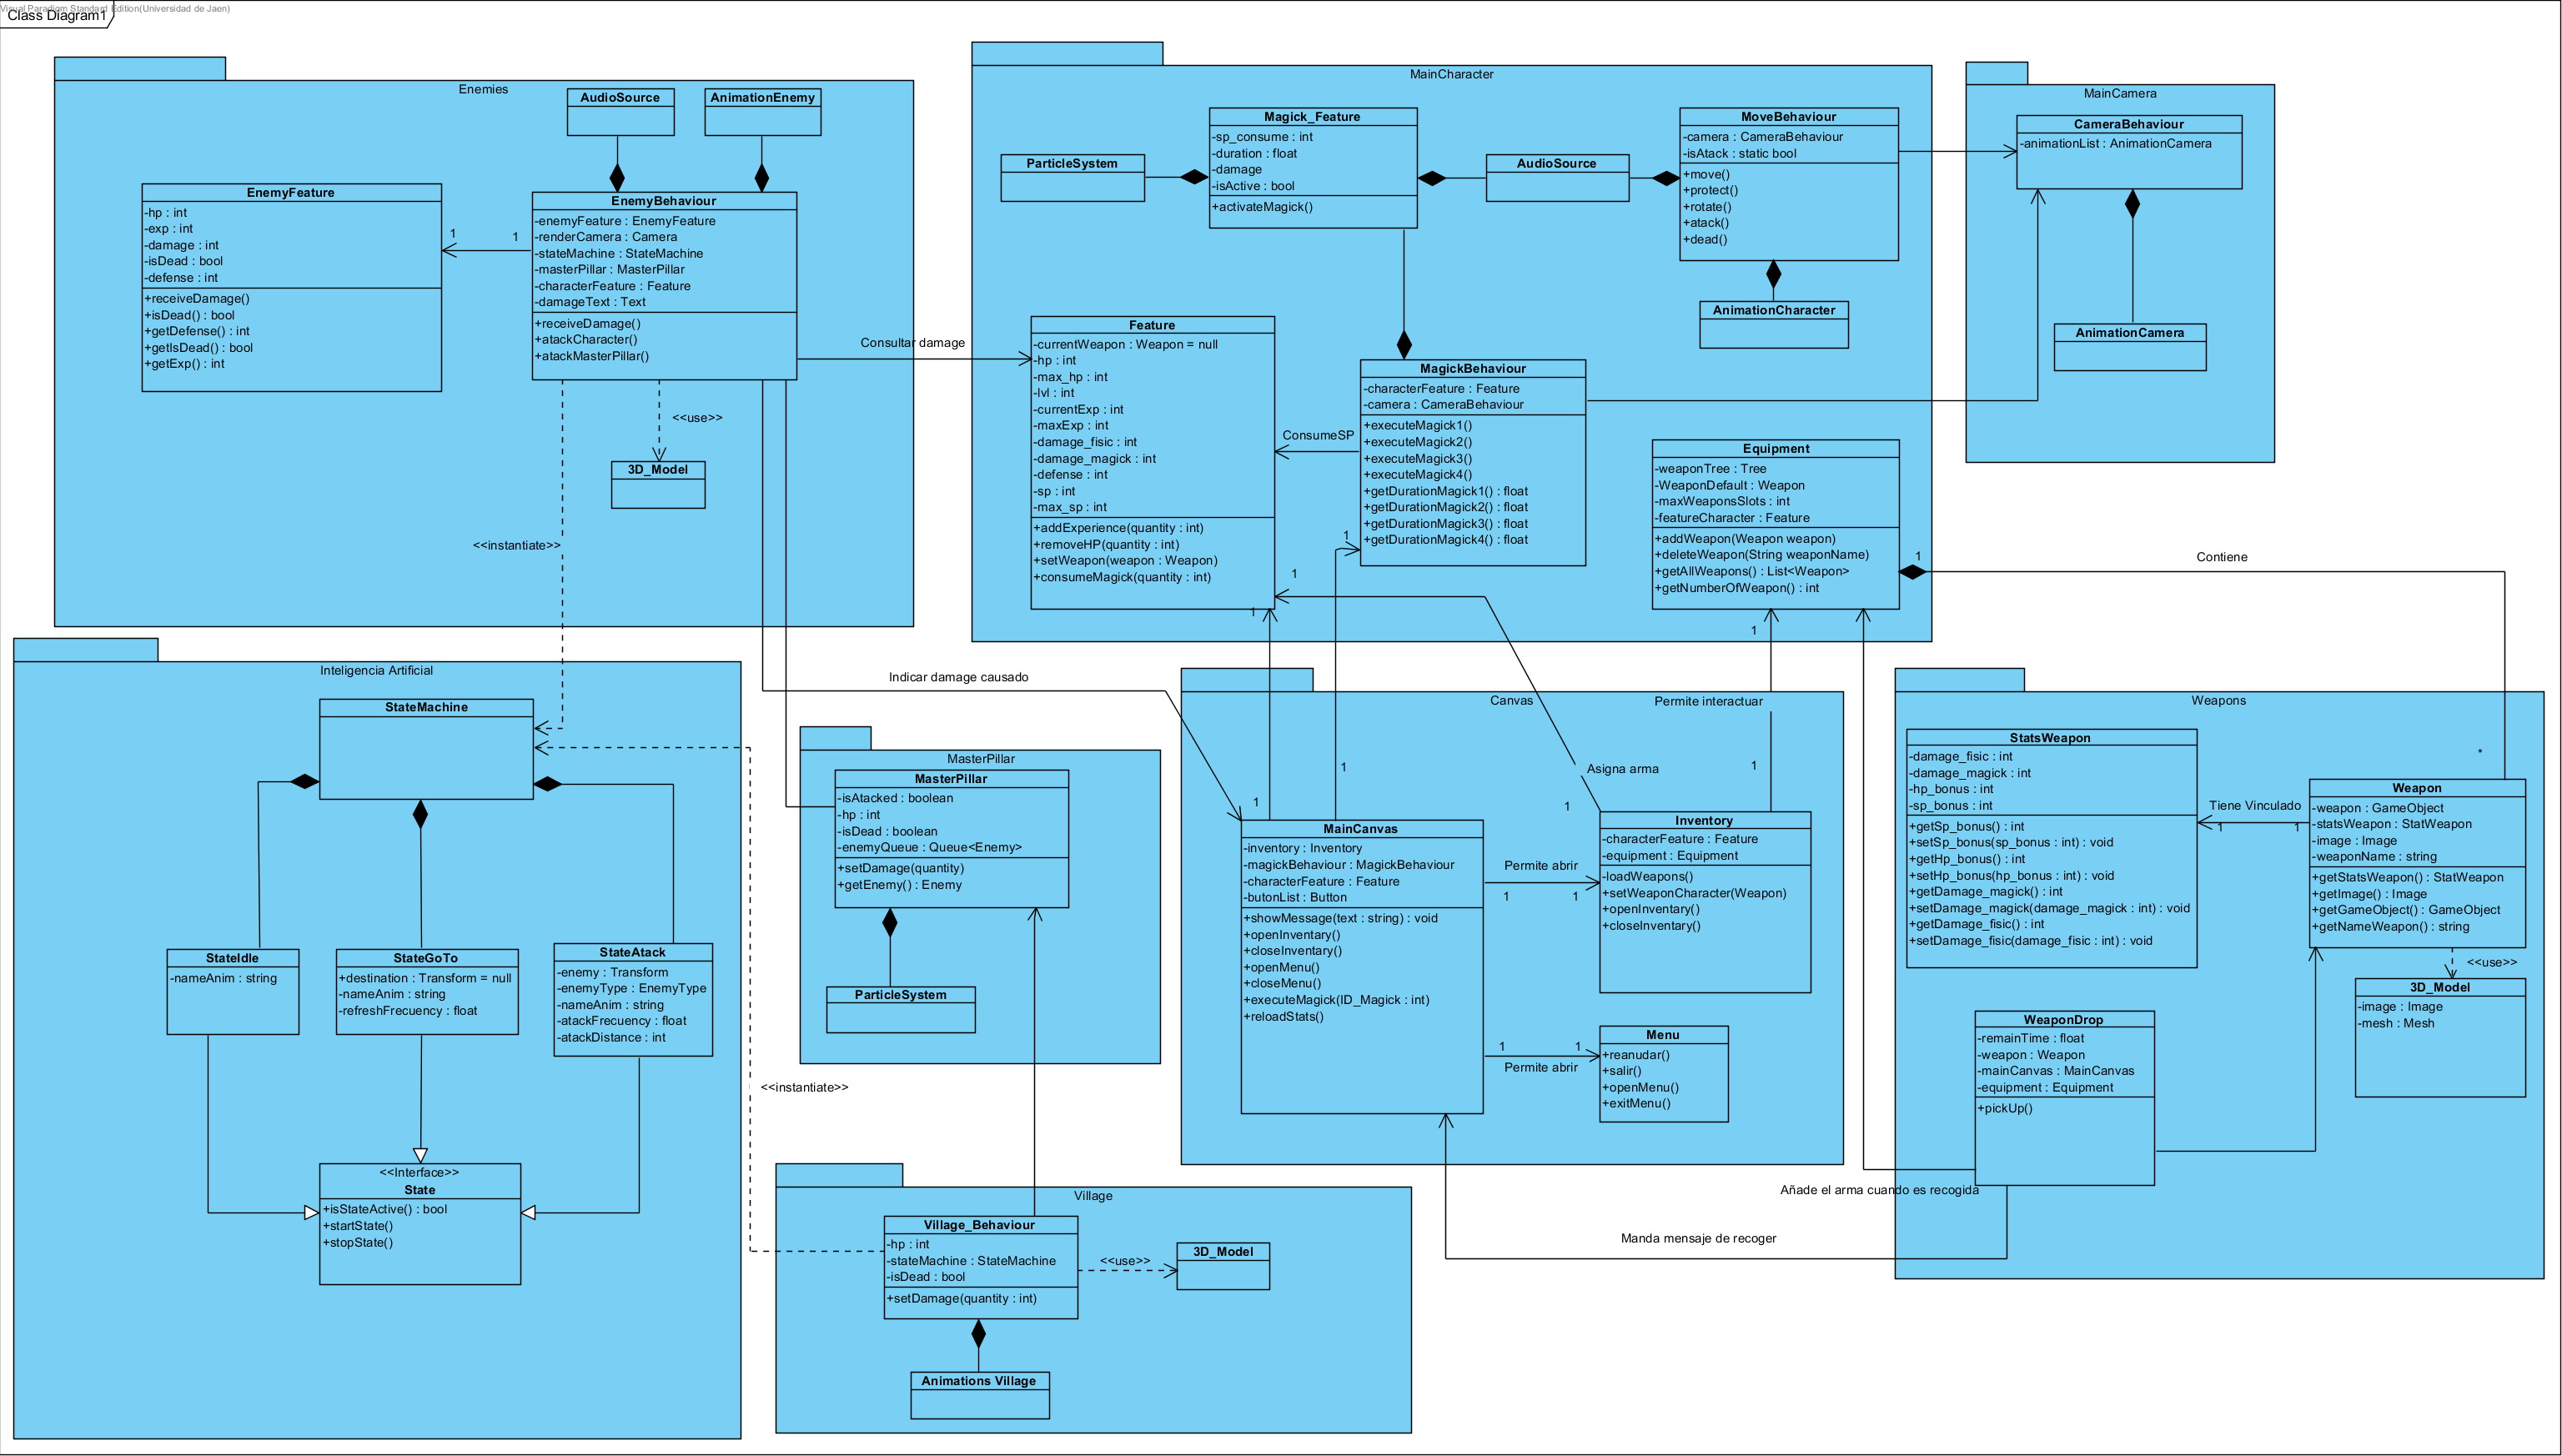 Visual Paradigm Standard Edition(Universidad de Jaen)
Class Diagram1
Enemies
AudioSource
AnimationEnemy
EnemyFeature
-hp : int
-exp : int
-damage : int
-isDead : bool
-defense : int
+receiveDamage()
+isDead() : bool
+getDefense() : int
+getIsDead() : bool
+getExp() : int
1
1
EnemyBehaviour
-enemyFeature : EnemyFeature
-renderCamera : Camera
-stateMachine : StateMachine
-masterPillar : MasterPillar
-characterFeature : Feature
-damageText : Text
+receiveDamage()
+atackCharacter()
+atackMasterPillar()
<<use>>
3D_Model
<<instantiate>>
Consultar damage
MainCharacter
ParticleSystem
Magick_Feature
-sp_consume : int
-duration : float
-damage
-isActive : bool
+activateMagick()
AudioSource
MoveBehaviour
-camera : CameraBehaviour
-isAtack : static bool
+move()
+protect()
+rotate()
+atack()
+dead()
AnimationCharacter
Feature
-currentWeapon : Weapon = null
-hp : int
-max_hp : int
-lvl : int
-currentExp : int
-maxExp : int
-damage_fisic : int
-damage_magick : int
-defense : int
-sp : int
-max_sp : int
+addExperience(quantity : int)
+removeHP(quantity : int)
+setWeapon(weapon : Weapon)
+consumeMagick(quantity : int)
ConsumeSP
MagickBehaviour
-characterFeature : Feature
-camera : CameraBehaviour
+executeMagick1()
+executeMagick2()
+executeMagick3()
+executeMagick4()
+getDurationMagick1() : float
+getDurationMagick2() : float
+getDurationMagick3() : float
+getDurationMagick4() : float
1
1
1
Equipment
-weaponTree : Tree
-WeaponDefault : Weapon
-maxWeaponsSlots : int
-featureCharacter : Feature
+addWeapon(Weapon weapon)
+deleteWeapon(String weaponName)
+getAllWeapons() : List<Weapon>
+getNumberOfWeapon() : int
1
1
Contiene
MainCamera
CameraBehaviour
-animationList : AnimationCamera
AnimationCamera
Inteligencia Artificial
StateMachine
StateIdle
-nameAnim : string
StateGoTo
+destination : Transform = null
-nameAnim : string
-refreshFrecuency : float
StateAtack
-enemy : Transform
-enemyType : EnemyType
-nameAnim : string
-atackFrecuency : float
-atackDistance : int
<<Interface>>
State
+isStateActive() : bool
+startState()
+stopState()
<<instantiate>>
Indicar damage causado
MasterPillar
MasterPillar
-isAtacked : boolean
-hp : int
-isDead : boolean
-enemyQueue : Queue<Enemy>
+setDamage(quantity)
+getEnemy() : Enemy
ParticleSystem
Canvas
Permite interactuar
Asigna arma
1
1
1
1
MainCanvas
-inventory : Inventory
-magickBehaviour : MagickBehaviour
-characterFeature : Feature
-butonList : Button
+showMessage(text : string) : void
+openInventary()
+closeInventary()
+openMenu()
+closeMenu()
+executeMagick(ID_Magick : int)
+reloadStats()
Permite abrir
1
1
Inventory
-characterFeature : Feature
-equipment : Equipment
-loadWeapons()
+setWeaponCharacter(Weapon)
+openInventary()
+closeInventary()
1
1
Permite abrir
Menu
+reanudar()
+salir()
+openMenu()
+exitMenu()
Weapons
StatsWeapon
-damage_fisic : int
-damage_magick : int
-hp_bonus : int
-sp_bonus : int
+getSp_bonus() : int
+setSp_bonus(sp_bonus : int) : void
+getHp_bonus() : int
+setHp_bonus(hp_bonus : int) : void
+getDamage_magick() : int
+setDamage_magick(damage_magick : int) : void
+getDamage_fisic() : int
+setDamage_fisic(damage_fisic : int) : void
*
Tiene Vinculado
1
1
Weapon
-weapon : GameObject
-statsWeapon : StatWeapon
-image : Image
-weaponName : string
+getStatsWeapon() : StatWeapon
+getImage() : Image
+getGameObject() : GameObject
+getNameWeapon() : string
<<use>>
3D_Model
-image : Image
-mesh : Mesh
WeaponDrop
-remainTime : float
-weapon : Weapon
-mainCanvas : MainCanvas
-equipment : Equipment
+pickUp()
Añade el arma cuando es recogida
Manda mensaje de recoger
Village
Village_Behaviour
-hp : int
-stateMachine : StateMachine
-isDead : bool
+setDamage(quantity : int)
<<use>>
3D_Model
Animations Village